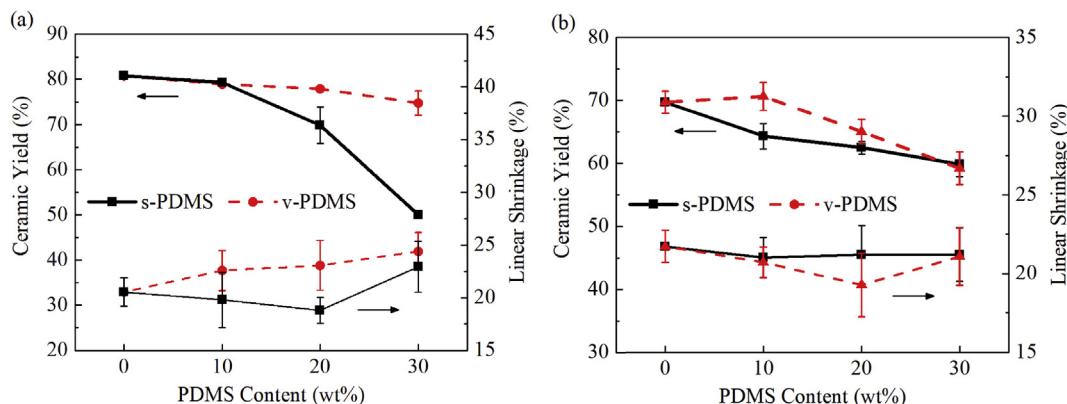 (a)
90
80
70
60
50
40
30
20
Ceramic Yield (%)
s-PDMS
v-PDMS
45
40
35
30
25
20
15
Linear Shrinkage (%)
0 10 20 30
PDMS Content (wt%)
(b)
80
70
60
50
40
30
Ceramic Yield (%)
s-PDMS
v-PDMS
35
30
25
20
15
Linear Shrinkage (%)
0 10 20 30
PDMS Content (wt%)